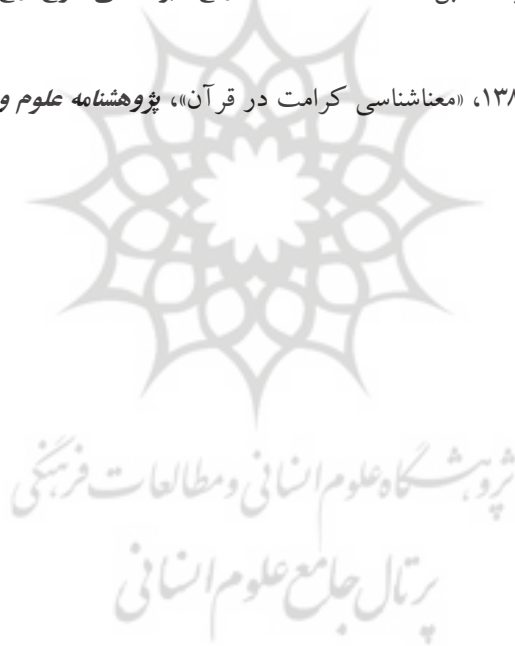 ۱۳۸، «معناشناسی کرامت در قرآن»، پژوهشنامه علوم و
پژوهشگاه علوم انسانی و مطالعات فرهنگی
پرتال جامع علوم انسانی